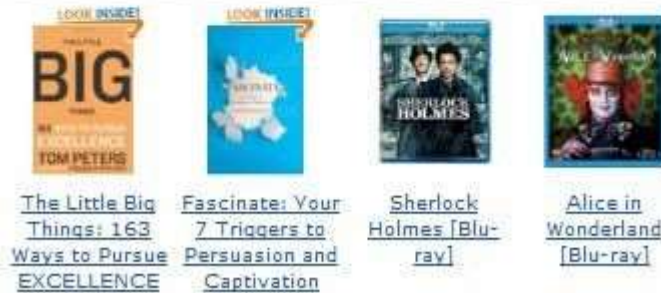 LOOK INSIDE!
LOOK INSIDE!
BIG
EXCELLENCE
TOM PETERS
SHERLOCK
HOLMES
The Little Big
Things: 163
Ways to Pursue
EXCELLENCE
Fascinate: Your
7 Triggers to
Persuasion and
Captivation
Sherlock
Holmes [Blu-
ray]
Alice in
Wonderland
[Blu-ray]